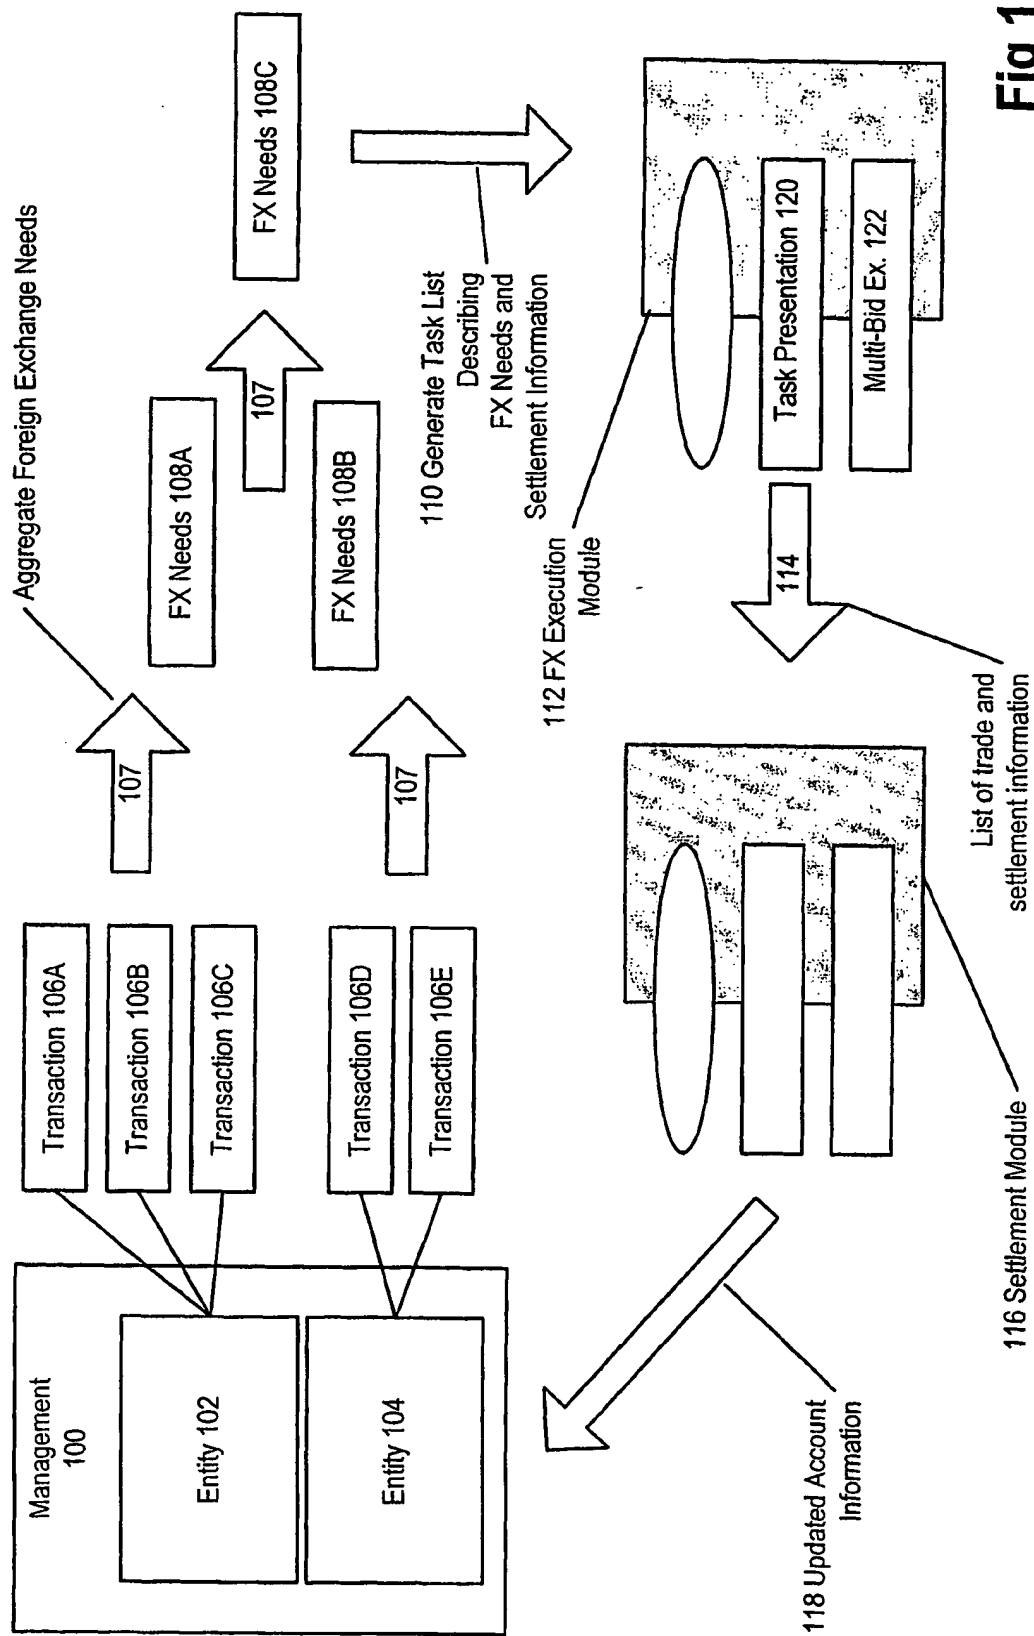 Management
100
Entity 102
Entity 104
Transaction 106A
Transaction 106B
Transaction 106C
Transaction 106D
Transaction 106E
107
107
Aggregate Foreign Exchange Needs
FX Needs 108A
FX Needs 108B
107
FX Needs 108C
110 Generate Task List
Describing
FX Needs and
Settlement Information
112 FX Execution
Module
Task Presentation 120
Multi-Bid Ex. 122
114
List of trade and
settlement information
116 Settlement Module
118 Updated Account
Information
Fig 1